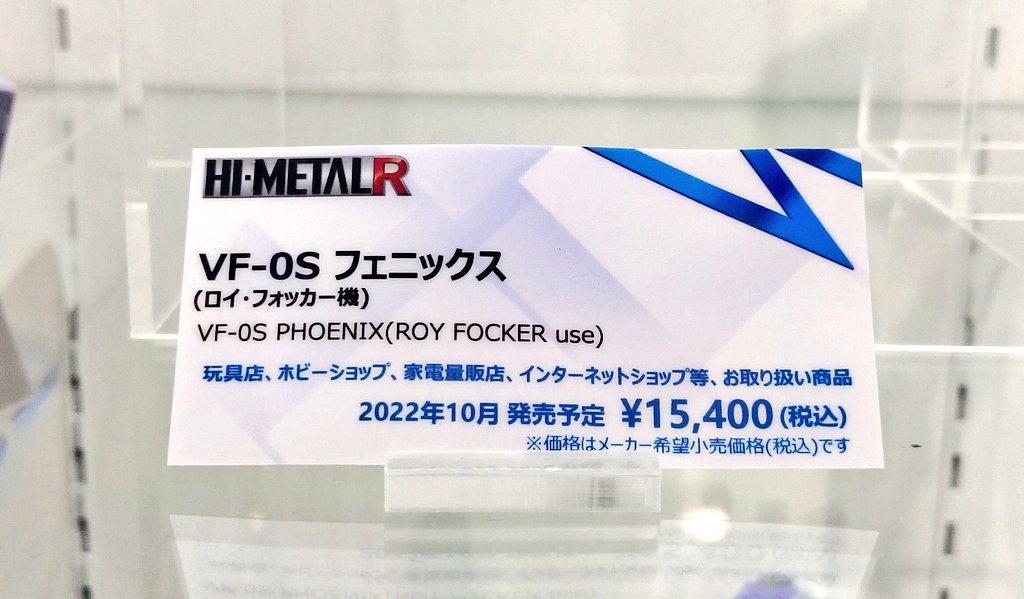 HI-METAL R
VF-0S フェニックス
(ロイ・フォッカー機)
VF-0S PHOENIX(ROY FOCKER use)
玩具店、ホビーショップ、家電量販店、インターネットショップ等、お取り扱い商品
2022年10月 発売予定 ¥15,400(税込)
※価格はメーカー希望小売価格(税込)です